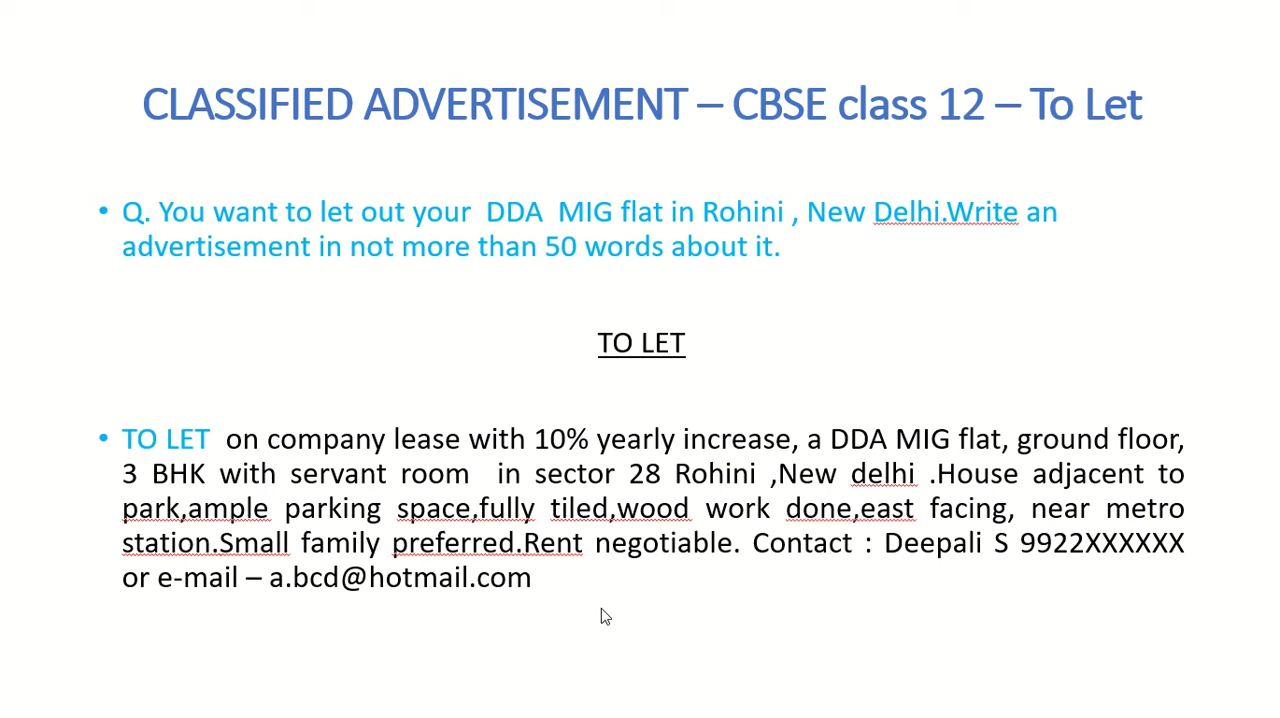 CLASSIFIED ADVERTISEMENT – CBSE class 12 – To Let
• Q. You want to let out your DDA MIG flat in Rohini , New Delhi.Write an
advertisement in not more than 50 words about it.
TO LET
• TO LET on company lease with 10% yearly increase, a DDA MIG flat, ground floor,
3 BHK with servant room in sector 28 Rohini ,New delhi .House adjacent to
park,ample parking space,fully tiled,wood work done,east facing, near metro
station.Small family preferred.Rent negotiable. Contact : Deepali S 9922XXXXXX
or e-mail – a.bcd@hotmail.com